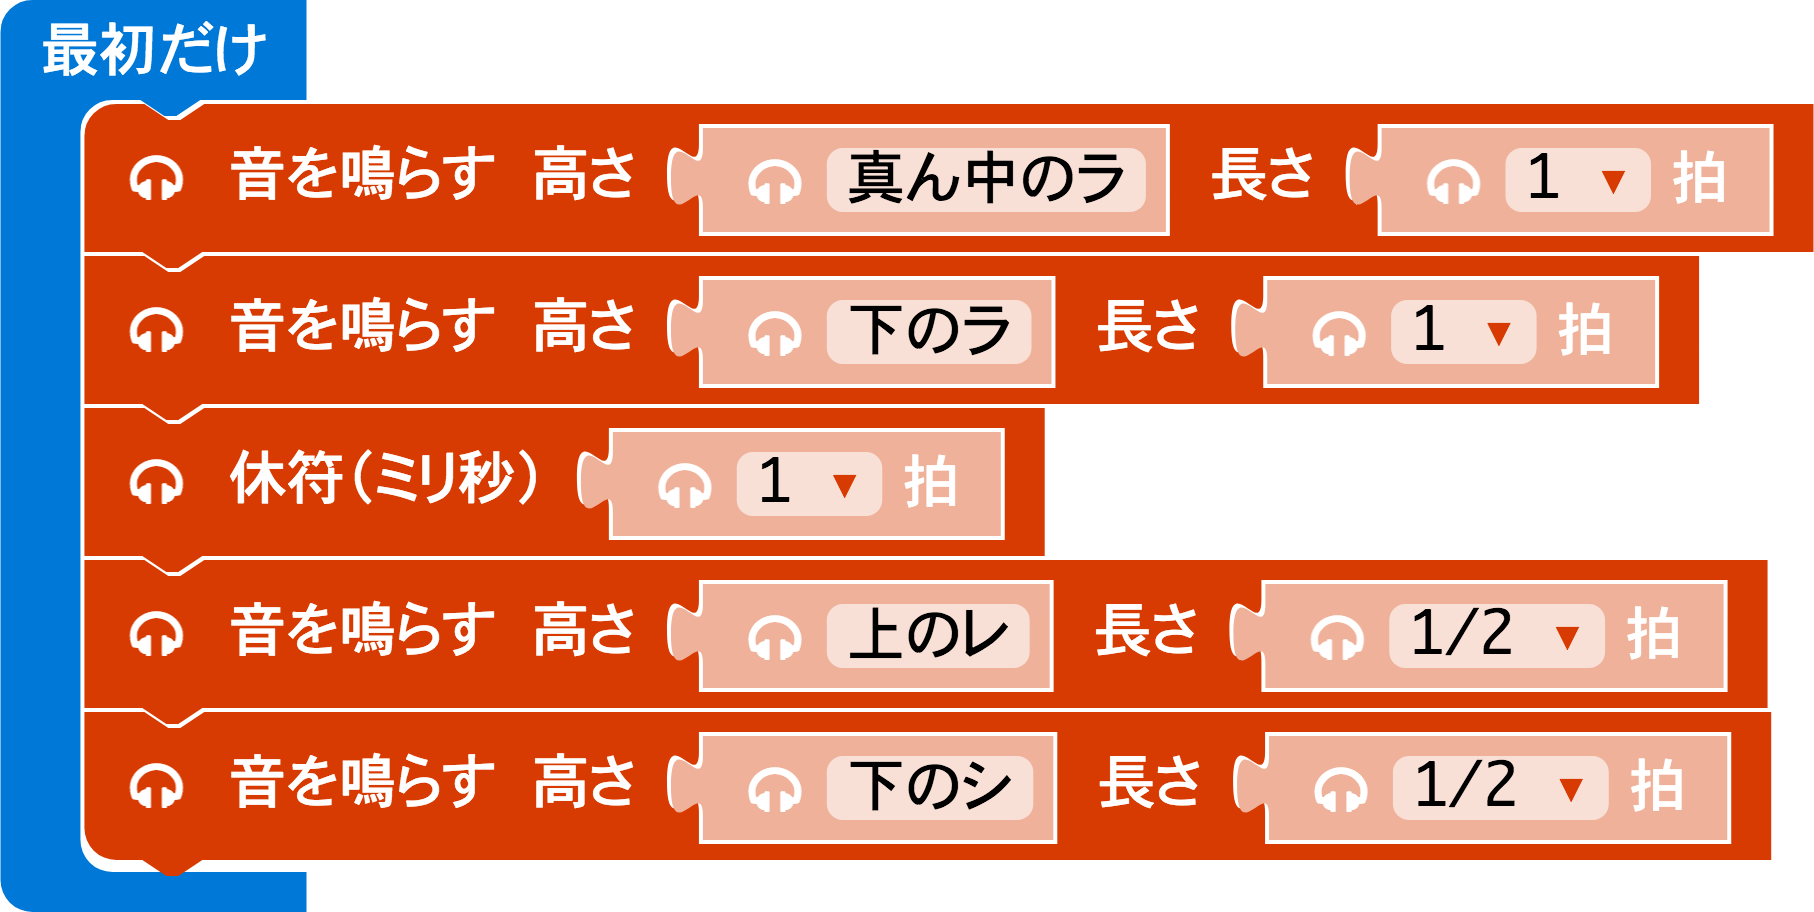 最初だけ
音を鳴らす 高さ 真ん中のラ 長さ 1 ▼ 拍
音を鳴らす 高さ 下のラ 長さ 1 ▼ 拍
休符(ミリ秒) 1 ▼ 拍
音を鳴らす 高さ 上のレ 長さ 1/2 ▼ 拍
音を鳴らす 高さ 下のシ 長さ 1/2 ▼ 拍